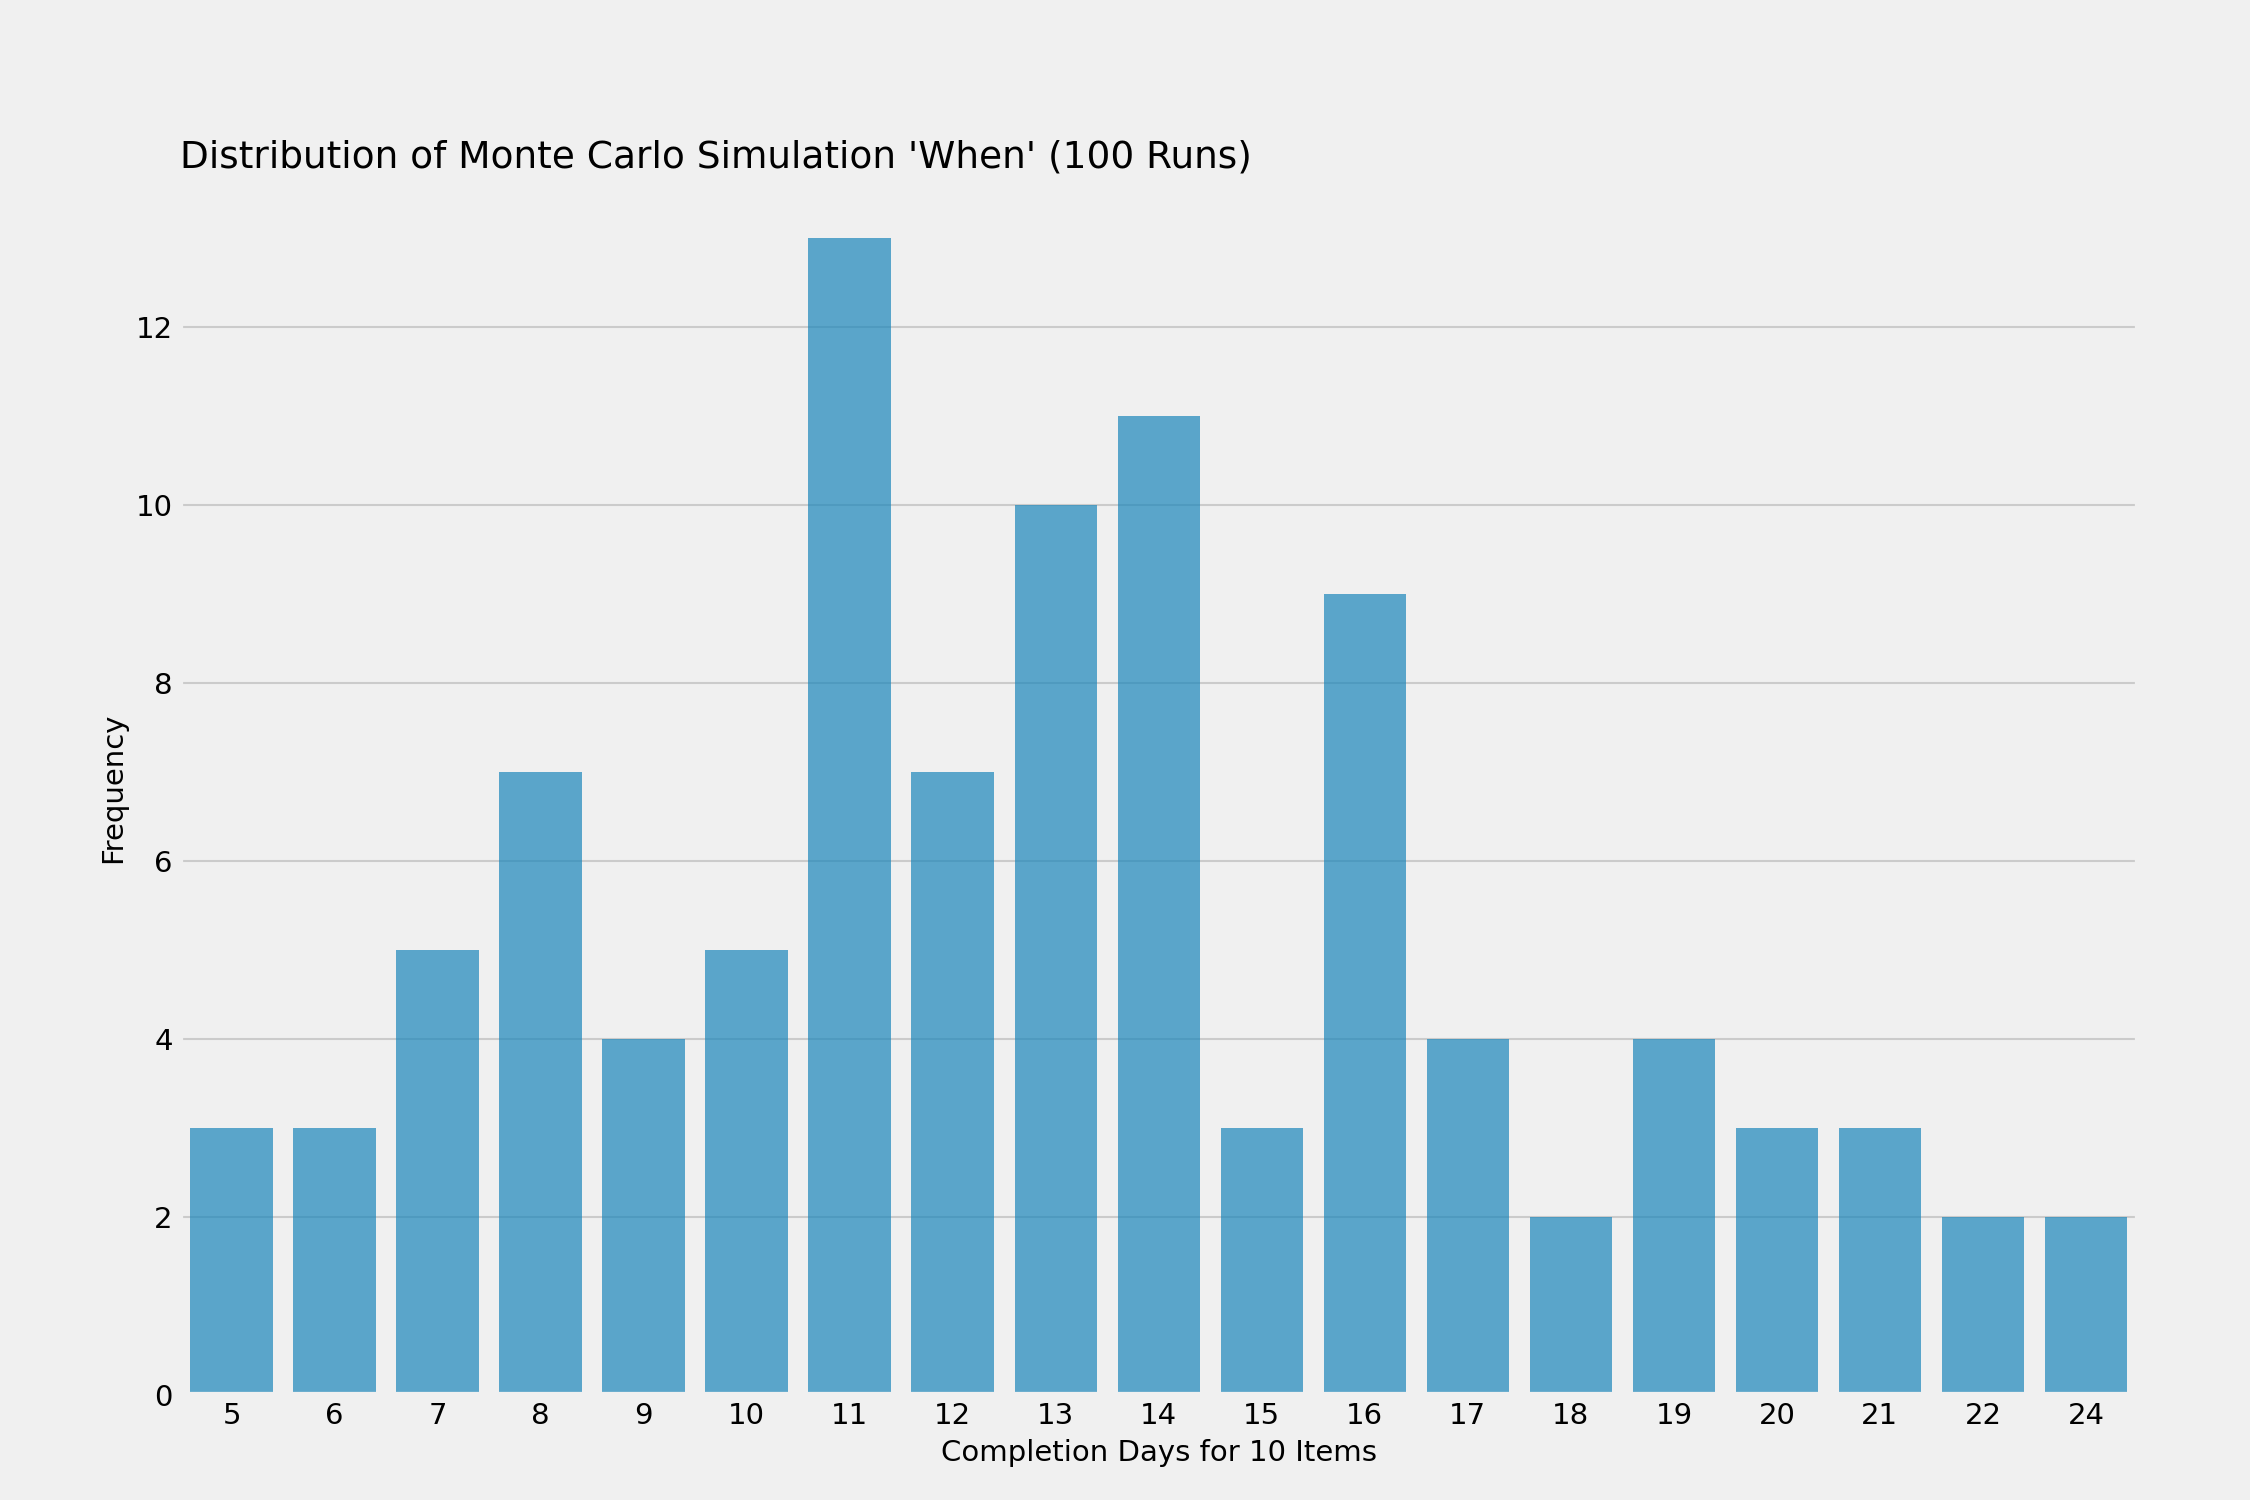 Distribution of Monte Carlo Simulation 'When' (100 Runs)
12
10
8
6
4
2
0
Frequency
5 6 7 8 9 10 11 12 13 14 15 16 17 18 19 20 21 22 24
Completion Days for 10 Items